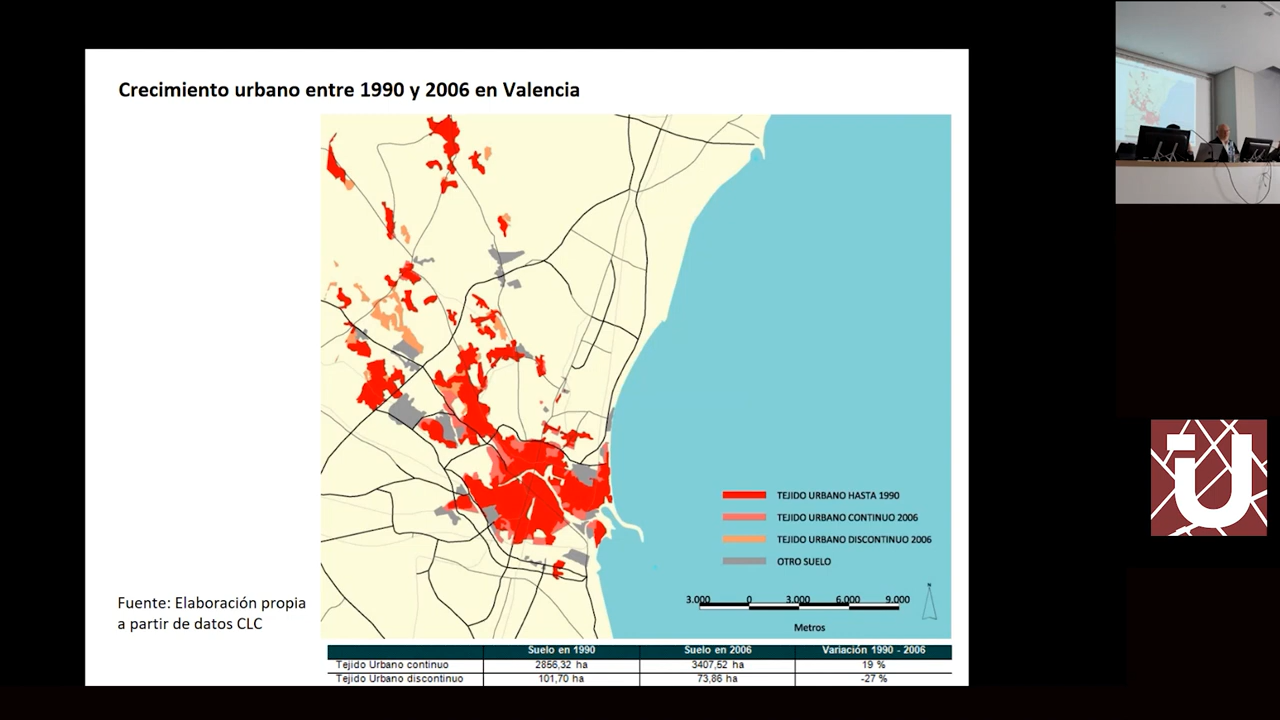 Crecimiento urbano entre 1990 y 2006 en Valencia
TEJIDO URBANO HASTA 1990
TEJIDO URBANO CONTINUO 2006
TEJIDO URBANO DISCONTINUO 2006
OTRO SUELO
3.000 0 3.000 6.000 9.000
Metros
N
Fuente: Elaboración propia
a partir de datos CLC
Suelo en 1990 Suelo en 2006 Variación 1990 - 2006
Tejido Urbano continuo 2856,32 ha 3407,52 ha 19 %
Tejido Urbano discontinuo 101,70 ha 73,86 ha -27 %
U